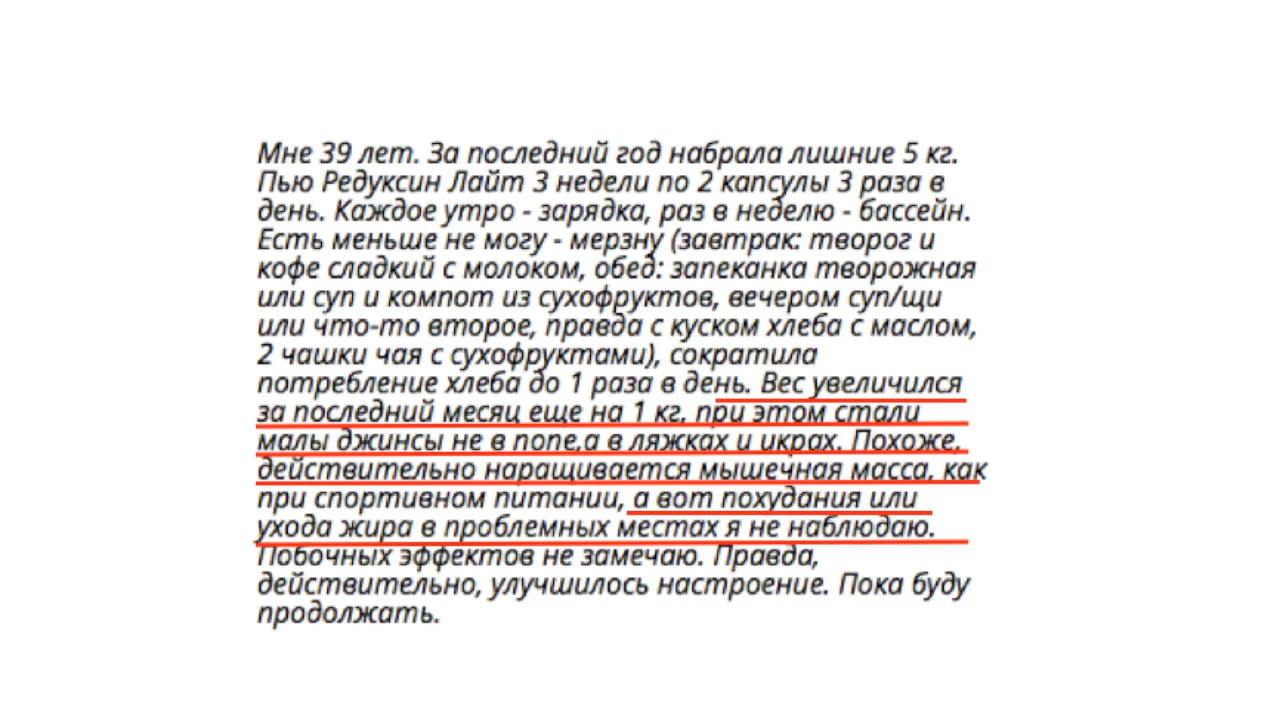 Мне 39 лет. За последний год набрала лишние 5 кг.
Пью Редуксин Лайт 3 недели по 2 капсулы 3 раза в
день. Каждое утро - зарядка, раз в неделю - бассейн.
Есть меньше не могу - мерзну (завтрак: творог и
кофе сладкий с молоком, обед: запеканка творожная
или суп и компот из сухофруктов, вечером суп/щи
или что-то второе, правда с куском хлеба с маслом,
2 чашки чая с сухофруктами), сократила
потребление хлеба до 1 раза в день. Вес увеличился
за последний месяц еще на 1 кг, при этом стали
малы джинсы не в попе,а в ляжках и икрах. Похоже,
действительно наращивается мышечная масса, как
при спортивном питании, а вот похудания или
ухода жира в проблемных местах я не наблюдаю.
Побочных эффектов не замечаю. Правда,
действительно, улучшилось настроение. Пока буду
продолжать.